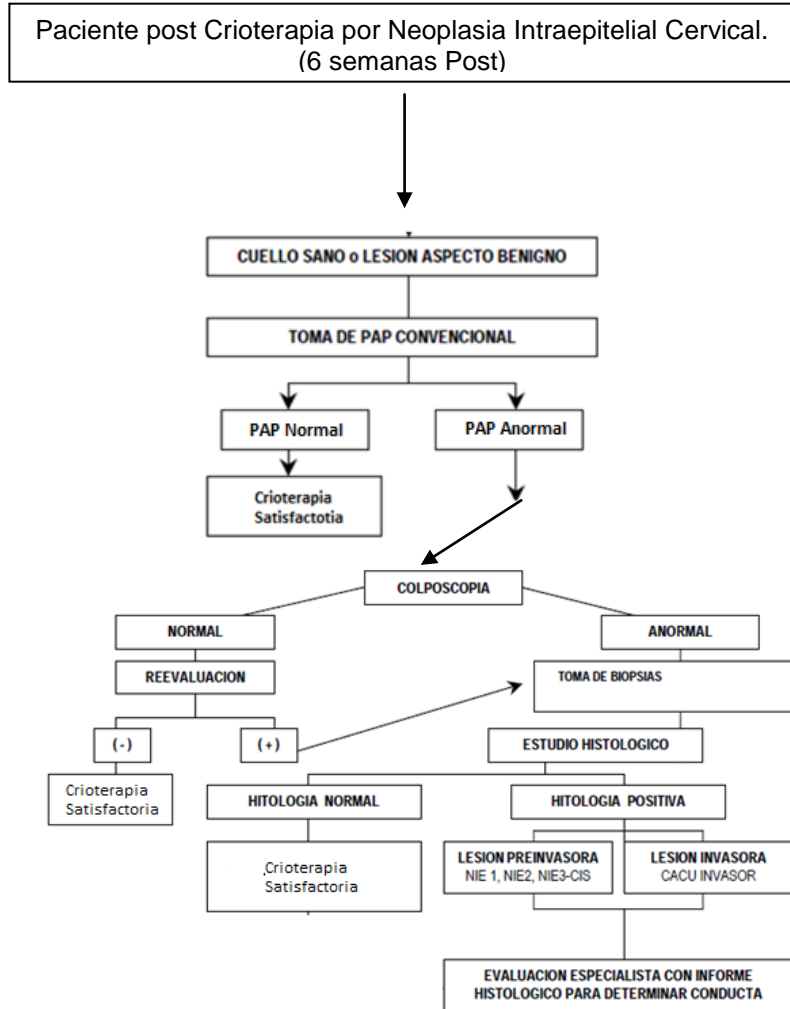 Paciente post Crioterapia por Neoplasia Intraepitelial Cervical.
(6 semanas Post)
CUELLO SANO o LESION ASPECTO BENIGNO
TOMA DE PAP CONVENCIONAL
PAP Normal
PAP Anormal
Crioterapia
Satisfactotia
COLPOSCOPIA
NORMAL
ANORMAL
REEVALUACION
TOMA DE BIOPSIAS
(-)
(+)
ESTUDIO HISTOLOGICO
Crioterapia
Satisfactoria
HITOLOGIA NORMAL
HITOLOGIA POSITIVA
Crioterapia
Satisfactoria
LESION PREINVASORA
NIE 1, NIE2, NIE3-CIS
LESION INVASORA
CACU INVASOR
EVALUACION ESPECIALISTA CON INFORME
HISTOLOGICO PARA DETERMINAR CONDUCTA